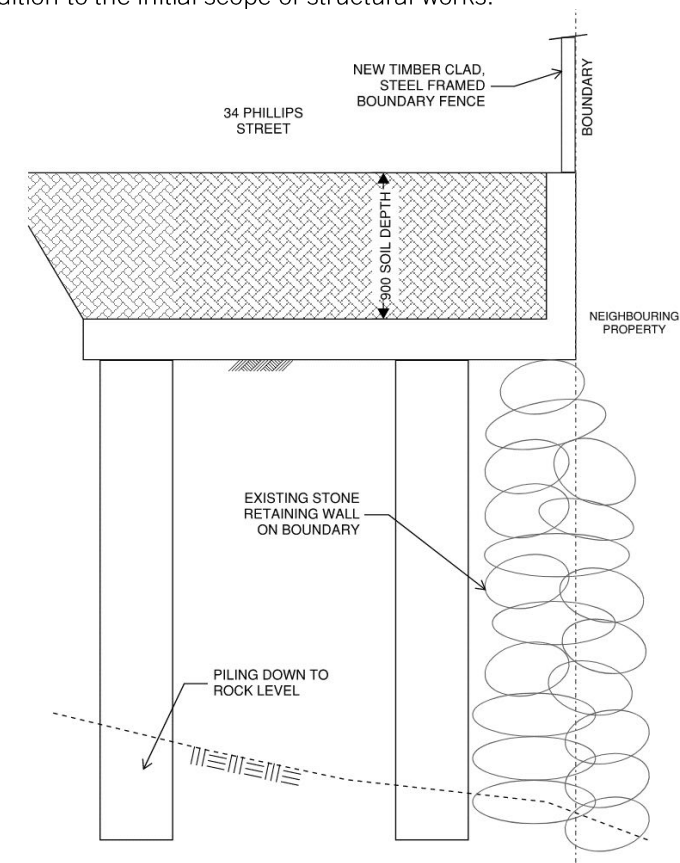 dition to the initial scope of structural works.
NEW TIMBER CLAD,
STEEL FRAMED
BOUNDARY FENCE
BOUNDARY
34 PHILLIPS
STREET
900 SOIL DEPTH
NEIGHBOURING
PROPERTY
EXISTING STONE
RETAINING WALL
ON BOUNDARY
PILING DOWN TO
ROCK LEVEL